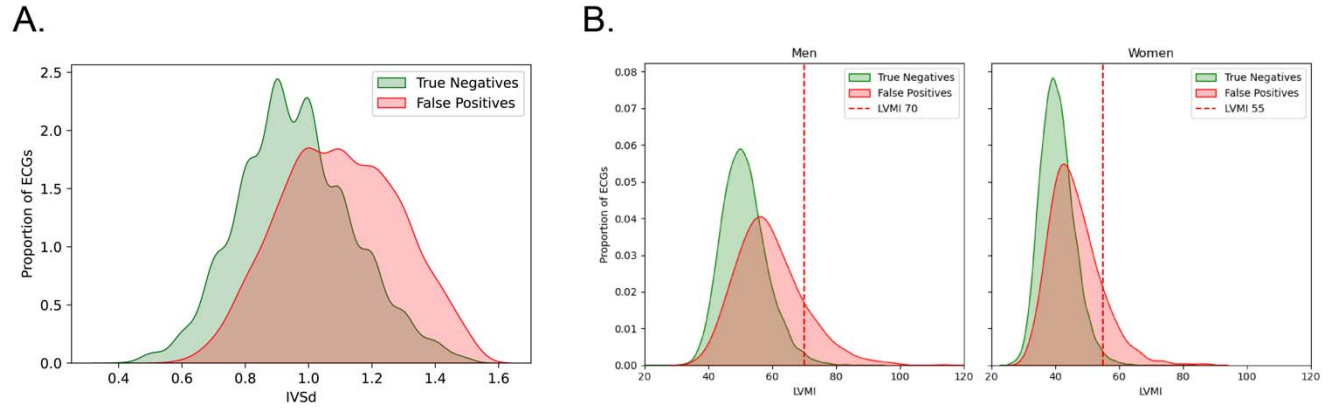 A.
B.
2.5
2.0
1.5
1.0
0.5
0.0
Proportion of ECGs
True Negatives
False Positives
0.4 0.6 0.8 1.0 1.2 1.4 1.6
IVSd
Men
0.08
0.07
0.06
0.05
0.04
0.03
0.02
0.01
0.00
Proportion of ECGs
True Negatives
False Positives
LVMI 70
20 40 60 80 100 120
LVMI
Women
True Negatives
False Positives
LVMI 55
20 40 60 80 100 120
LVMI